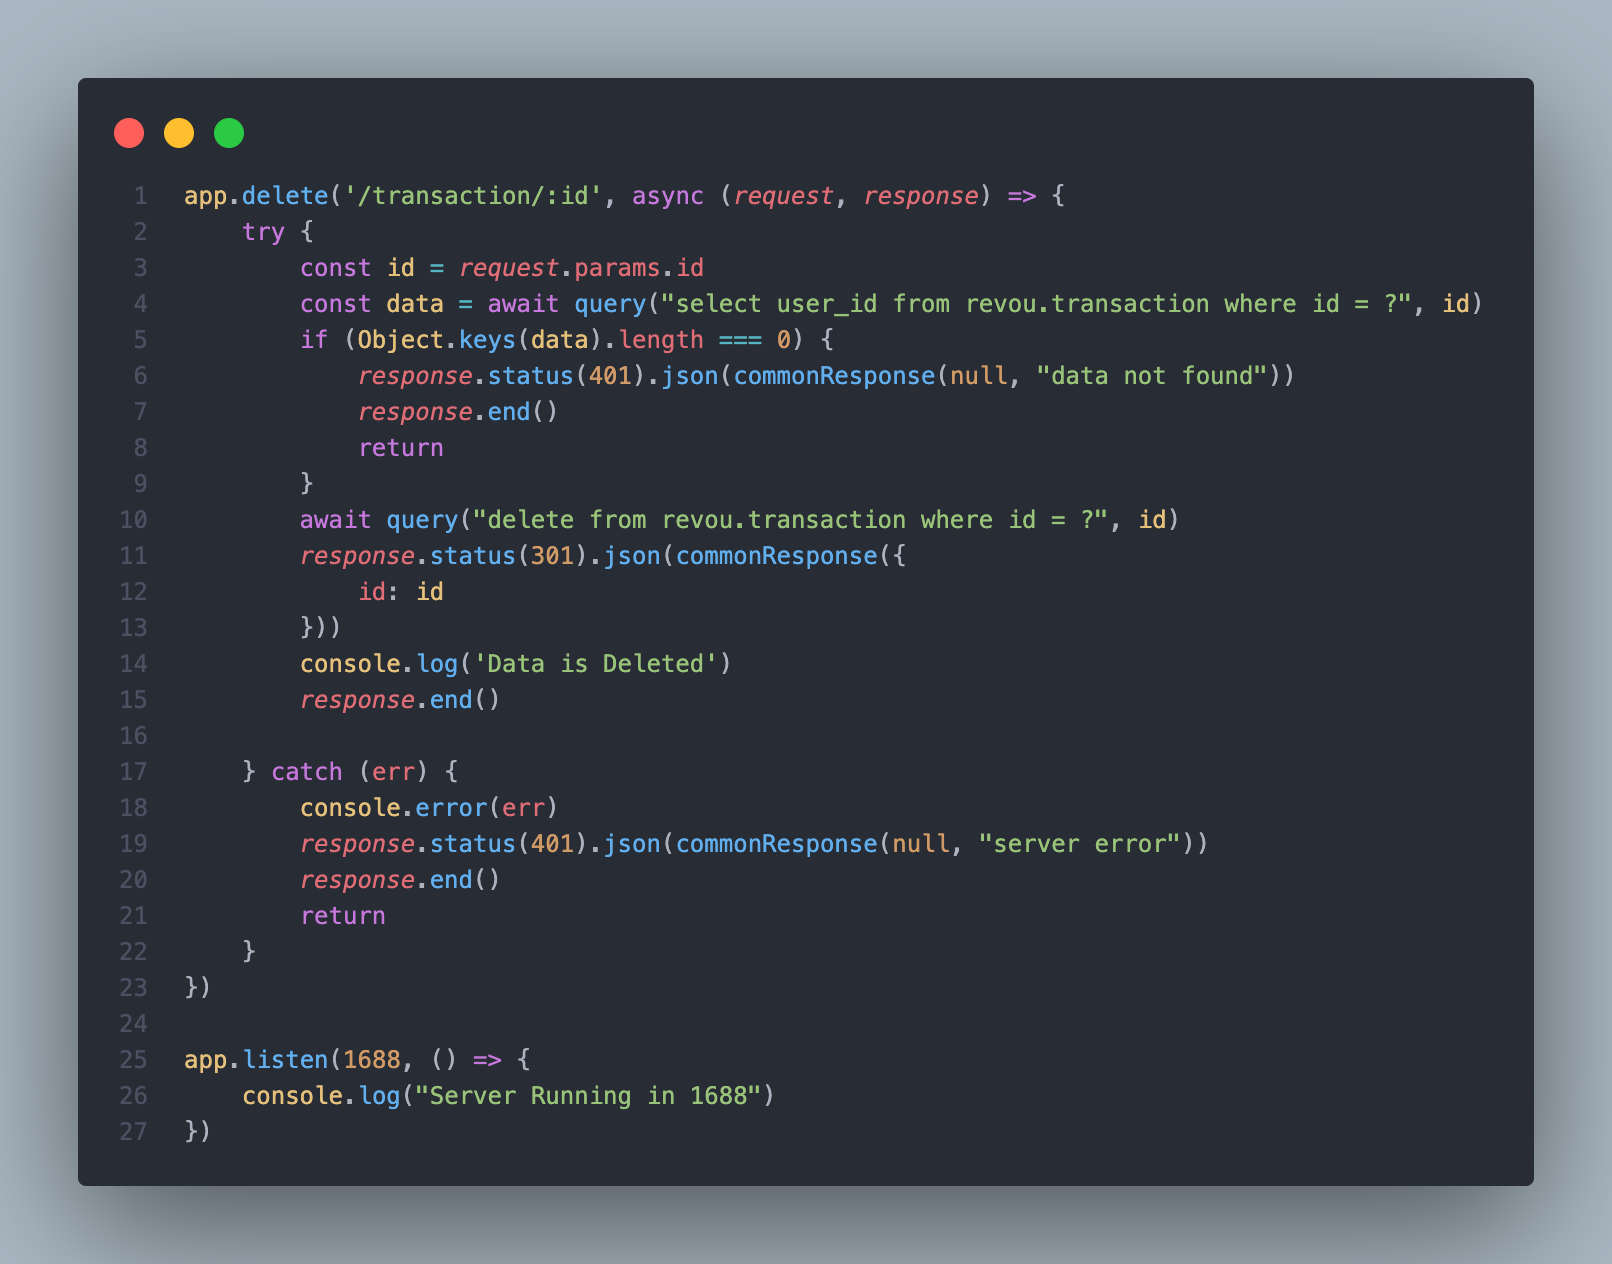 1 app.delete('/transaction/:id', async (request, response) => {
2     try {
3         const id = request.params.id
4         const data = await query("select user_id from revou.transaction where id = ?", id)
5         if (Object.keys(data).length === 0) {
6             response.status(401).json(commonResponse(null, "data not found"))
7             response.end()
8             return
9         }
10         await query("delete from revou.transaction where id = ?", id)
11         response.status(301).json(commonResponse({
12             id: id
13         }))
14         console.log('Data is Deleted')
15         response.end()
16
17     } catch (err) {
18         console.error(err)
19         response.status(401).json(commonResponse(null, "server error"))
20         response.end()
21         return
22     }
23 })
24
25 app.listen(1688, () => {
26     console.log("Server Running in 1688")
27 })